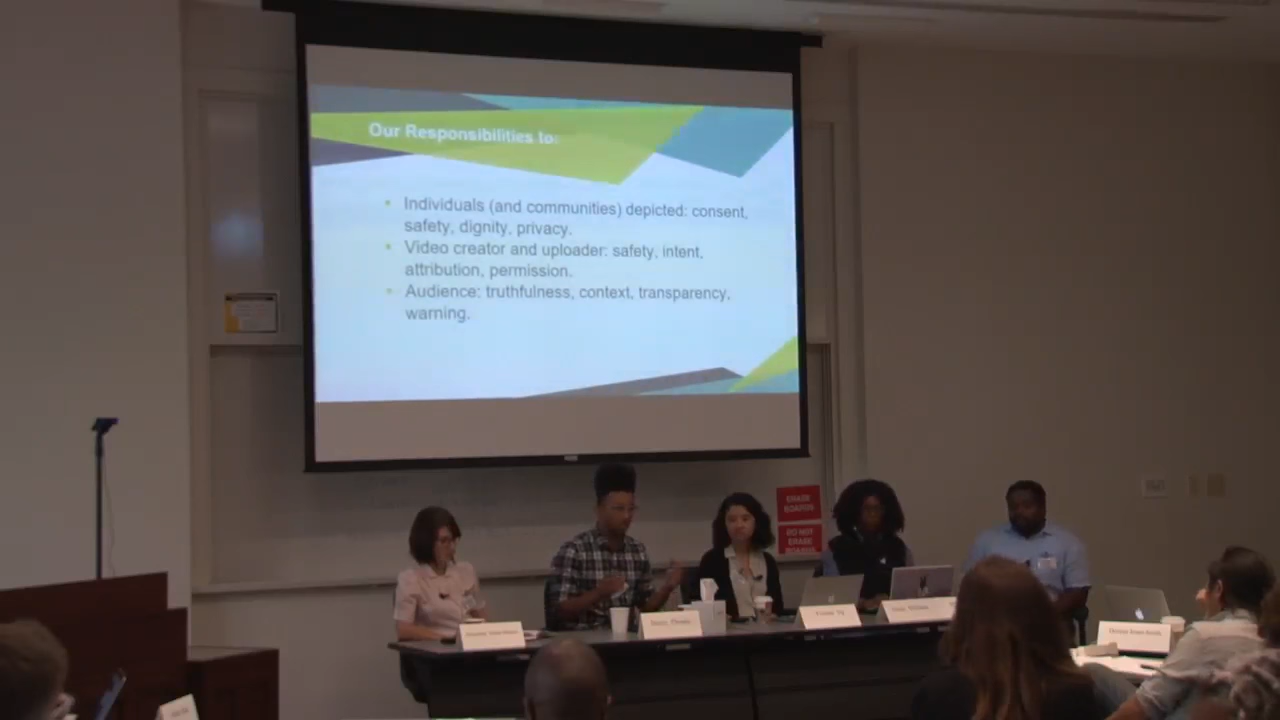 Our Responsibilities to:
Individuals (and communities) depicted: consent,
safety, dignity, privacy.
Video creator and uploader: safety, intent,
attribution, permission.
Audience: truthfulness, context, transparency,
warning.
ERASE
BOARDS
DO NOT
ERASE
BOARDS